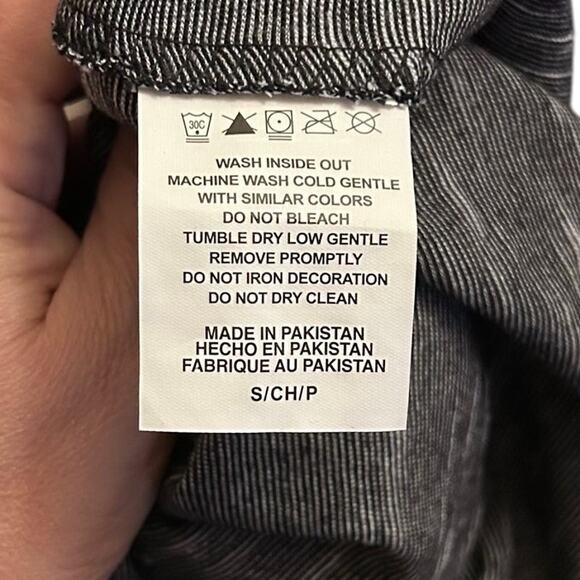 30C
WASH INSIDE OUT
MACHINE WASH COLD GENTLE
WITH SIMILAR COLORS
DO NOT BLEACH
TUMBLE DRY LOW GENTLE
REMOVE PROMPTLY
DO NOT IRON DECORATION
DO NOT DRY CLEAN
MADE IN PAKISTAN
HECHO EN PAKISTAN
FABRIQUE AU PAKISTAN
S/CH/P